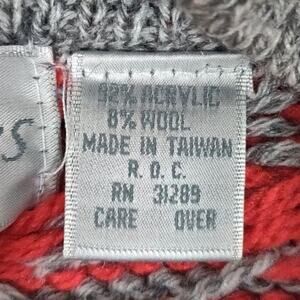 92% ACRYLIC
8% WOOL
MADE IN TAIWAN
R. O. C.
RN 31289
CARE OVER